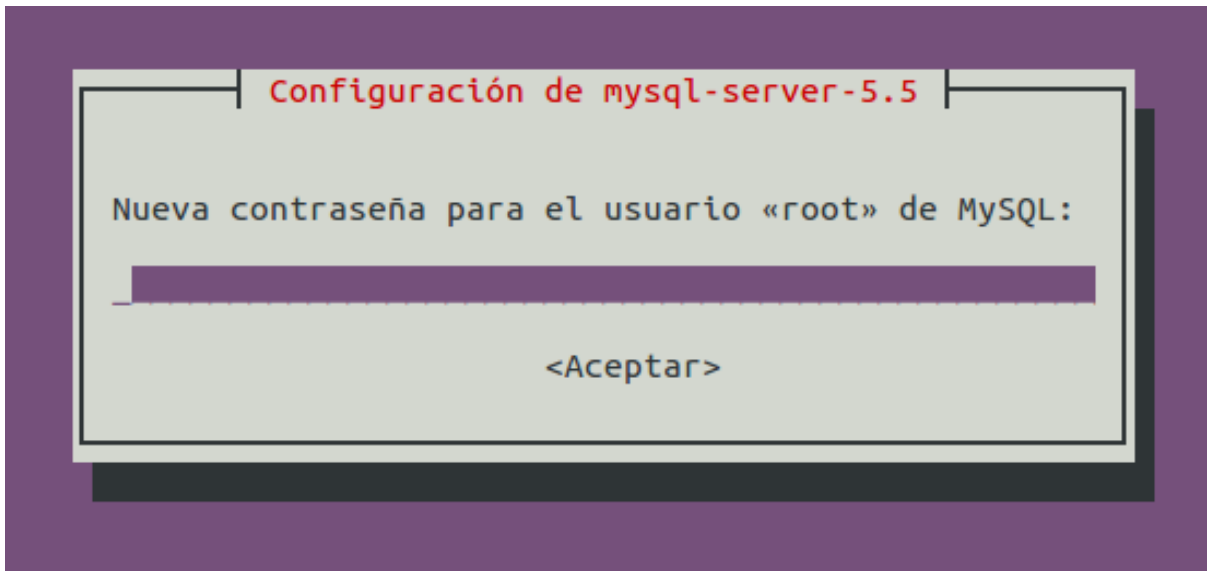 Configuración de mysql-server-5.5
Nueva contraseña para el usuario «root» de MySQL:
<Aceptar>